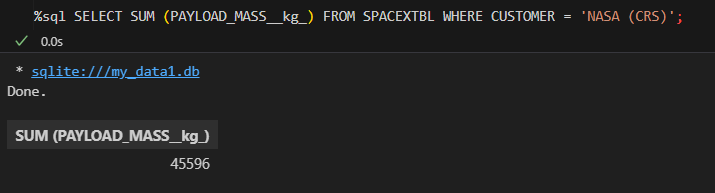 %sql SELECT SUM (PAYLOAD_MASS__kg_) FROM SPACEXTBL WHERE CUSTOMER = 'NASA (CRS)';
0.0s
* sqlite:///my_data1.db
Done.
SUM (PAYLOAD_MASS__kg_)
45596